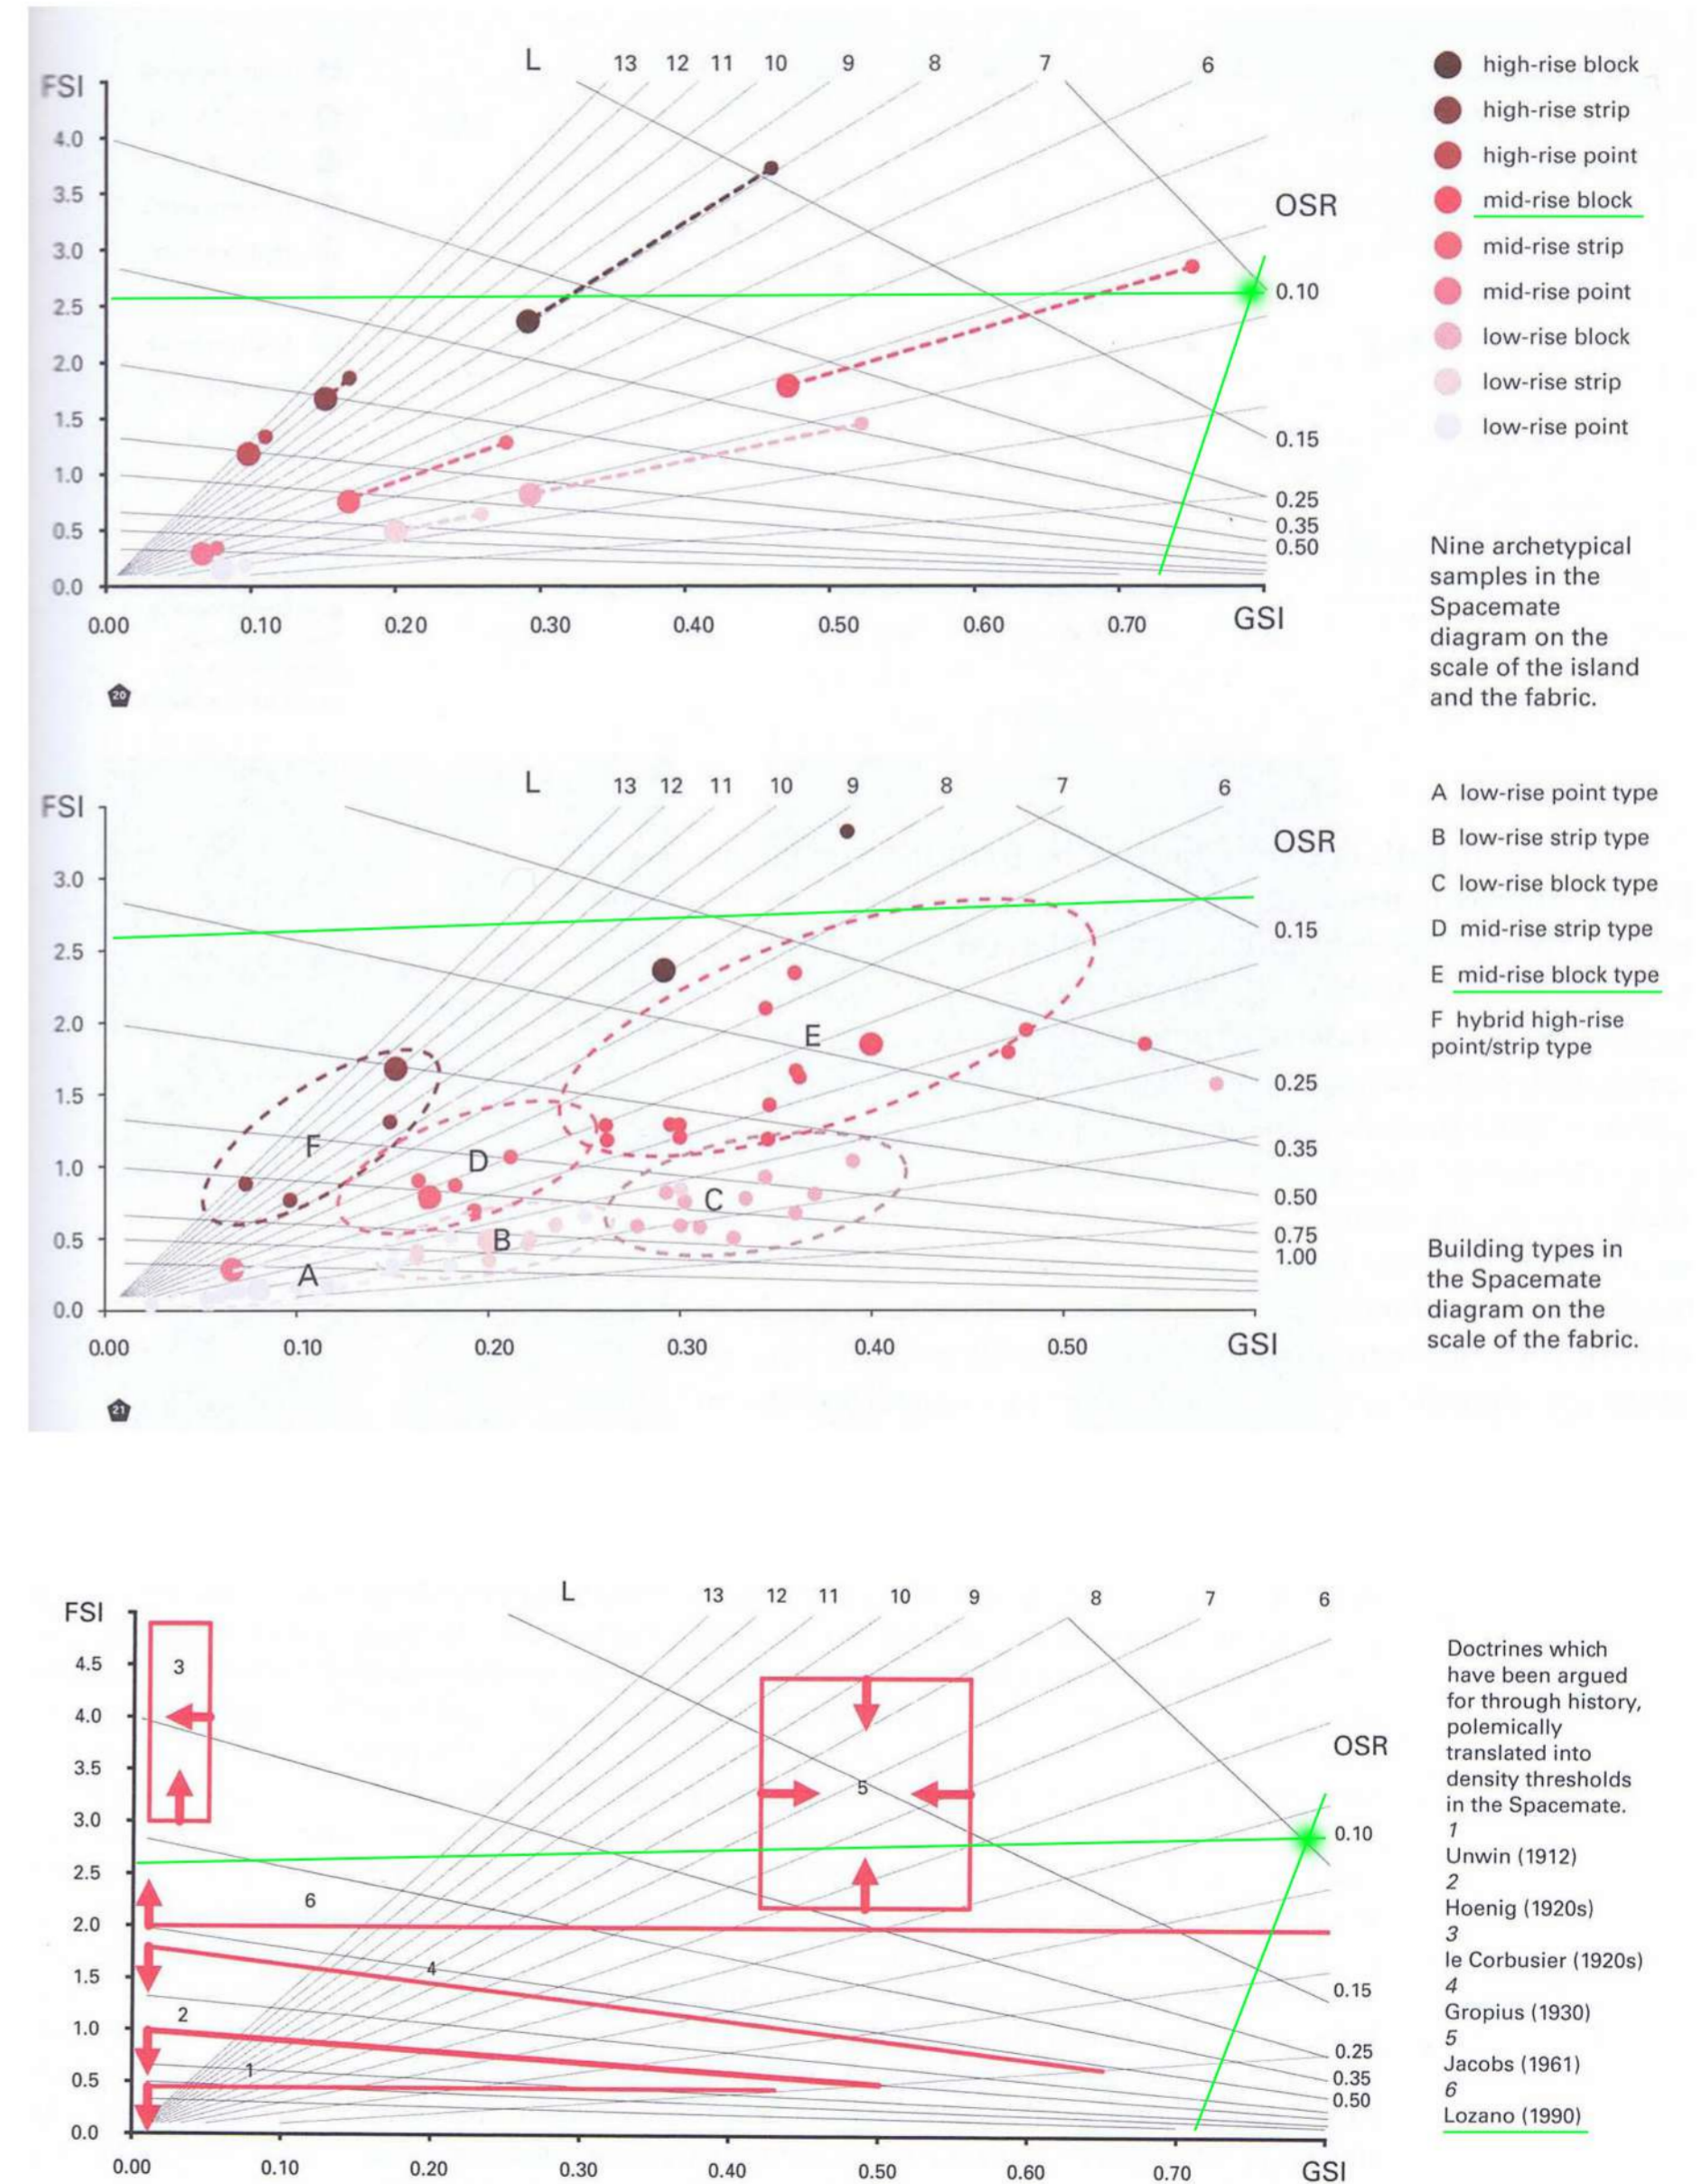 L 13 12 11 10 9 8 7 6
FSI
4.0
3.5
3.0
2.5
2.0
1.5
1.0
0.5
0.0
OSR
0.10
0.15
0.25
0.35
0.50
0.00 0.10 0.20 0.30 0.40 0.50 0.60 0.70 GSI
high-rise block
high-rise strip
high-rise point
mid-rise block
mid-rise strip
mid-rise point
low-rise block
low-rise strip
low-rise point
Nine archetypical
samples in the
Spacemate
diagram on the
scale of the island
and the fabric.
20
L 13 12 11 10 9 8 7 6
FSI
3.0
2.5
2.0
1.5
1.0
0.5
0.0
E
F
D
C
B
A
OSR
0.15
0.25
0.35
0.50
0.75
1.00
0.00 0.10 0.20 0.30 0.40 0.50 GSI
A low-rise point type
B low-rise strip type
C low-rise block type
D mid-rise strip type
E mid-rise block type
F hybrid high-rise
point/strip type
Building types in
the Spacemate
diagram on the
scale of the fabric.
21
L 13 12 11 10 9 8 7 6
FSI
4.5
4.0
3.5
3.0
2.5
2.0
1.5
1.0
0.5
0.0
3
5
6
4
2
1
OSR
0.10
0.15
0.25
0.35
0.50
0.00 0.10 0.20 0.30 0.40 0.50 0.60 0.70 GSI
Doctrines which
have been argued
for through history,
polemically
translated into
density thresholds
in the Spacemate.
1
Unwin (1912)
2
Hoenig (1920s)
3
le Corbusier (1920s)
4
Gropius (1930)
5
Jacobs (1961)
6
Lozano (1990)